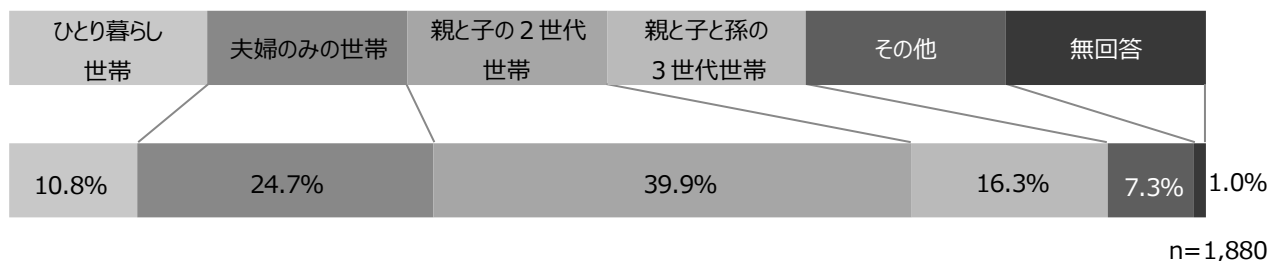 ひとり暮らし
世帯
夫婦のみの世帯
親と子の２世代
世帯
親と子と孫の
３世代世帯
その他
無回答
10.8%
24.7%
39.9%
16.3%
7.3%
1.0%
n=1,880